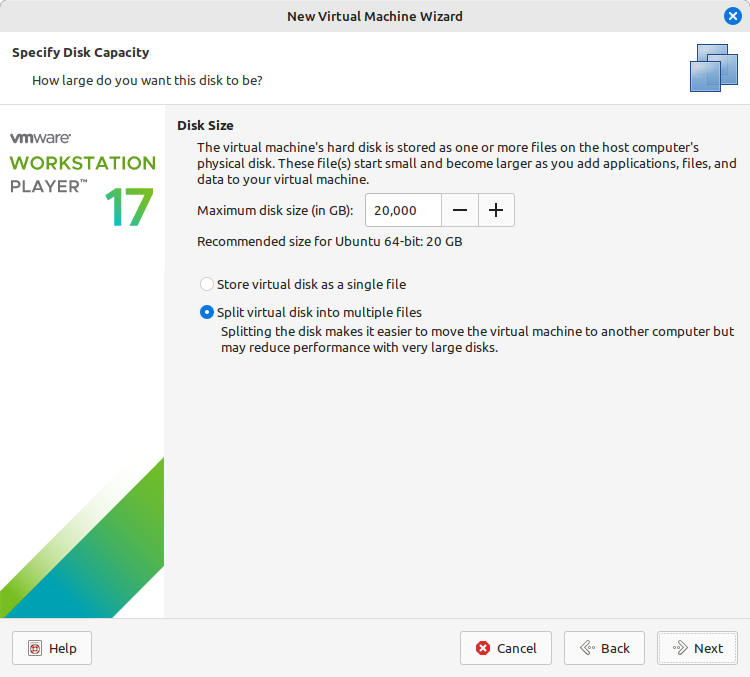 New Virtual Machine Wizard
Specify Disk Capacity
How large do you want this disk to be?
vmware
WORKSTATION
PLAYER™
17
Disk Size
The virtual machine's hard disk is stored as one or more files on the host computer's
physical disk. These file(s) start small and become larger as you add applications, files, and
data to your virtual machine.
Maximum disk size (in GB): 20,000
Recommended size for Ubuntu 64-bit: 20 GB
Store virtual disk as a single file
Split virtual disk into multiple files
Splitting the disk makes it easier to move the virtual machine to another computer but
may reduce performance with very large disks.
Help Cancel Back Next